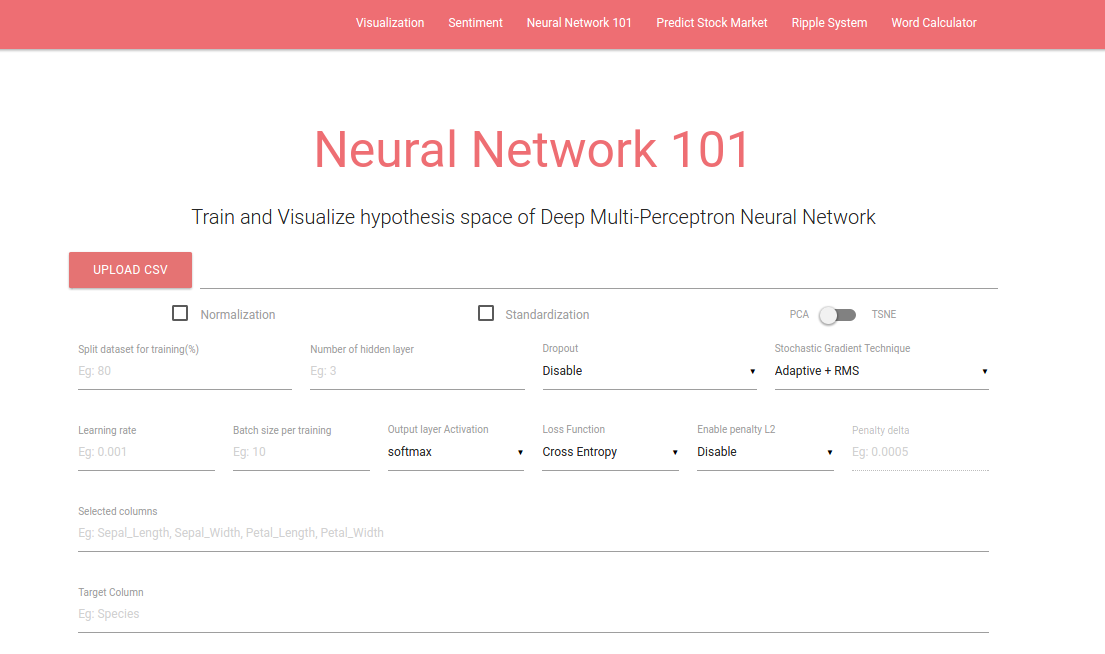 Visualization Sentiment Neural Network 101 Predict Stock Market Ripple System Word Calculator
Neural Network 101
Train and Visualize hypothesis space of Deep Multi-Perceptron Neural Network
UPLOAD CSV
Normalization Standardization PCA TSNE
Split dataset for training(%) Number of hidden layer Dropout Stochastic Gradient Technique
Eg: 80 Eg: 3 Disable Adaptive + RMS
Learning rate Batch size per training Output layer Activation Loss Function Enable penalty L2 Penalty delta
Eg: 0.001 Eg: 10 softmax Cross Entropy Disable Eg: 0.0005
Selected columns
Eg: Sepal_Length, Sepal_Width, Petal_Length, Petal_Width
Target Column
Eg: Species